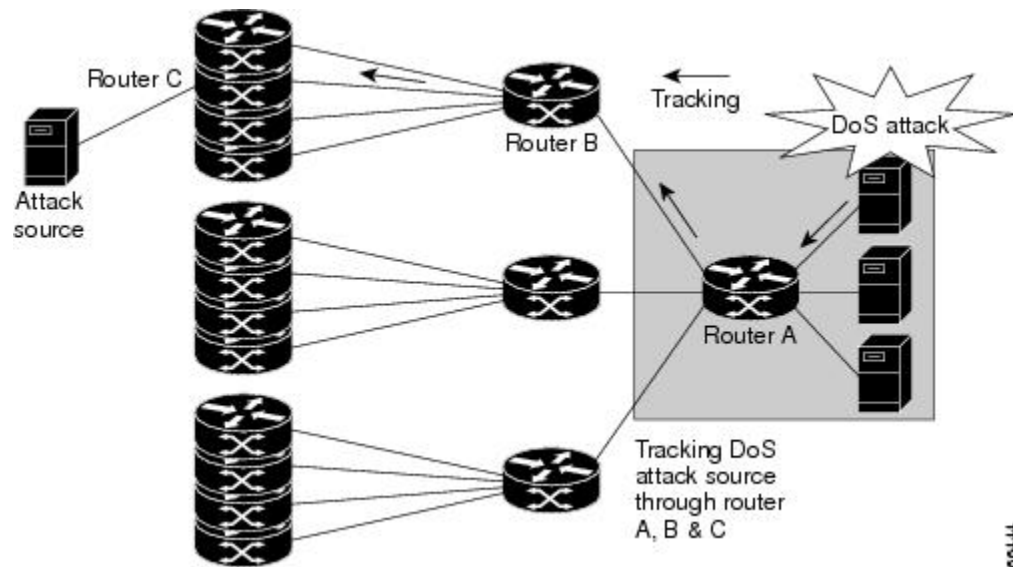 Router C
Tracking
DoS attack
Router B
Attack
source
Router A
Tracking DoS
attack source
through router
A, B & C